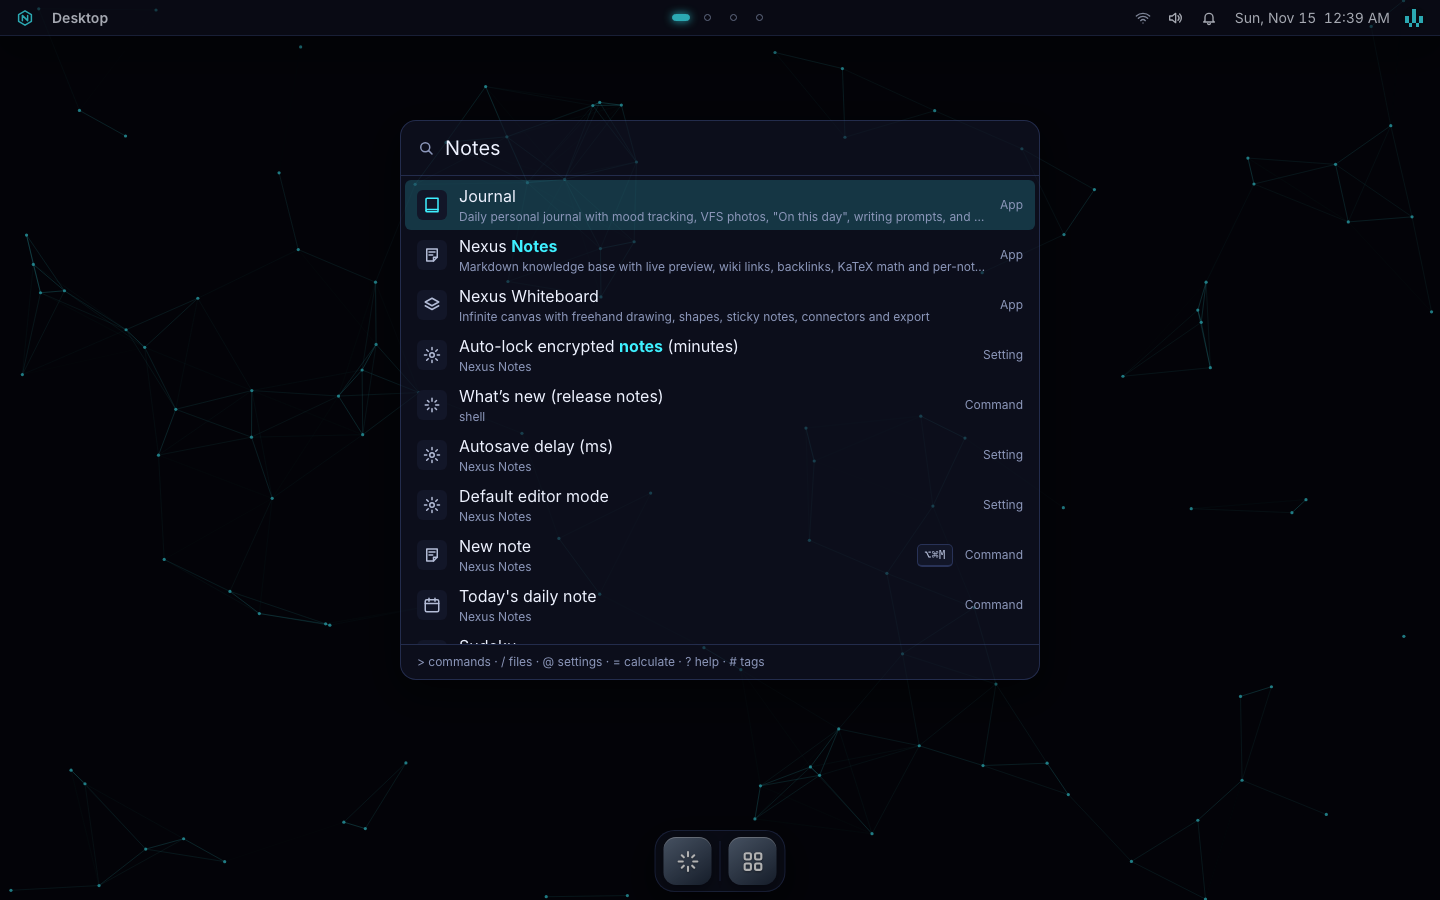 Desktop
Sun, Nov 15 12:39 AM
Notes
Journal
Daily personal journal with mood tracking, VFS photos, "On this day", writing prompts, and ...
App
Nexus Notes
Markdown knowledge base with live preview, wiki links, backlinks, KaTeX math and per-not...
App
Nexus Whiteboard
Infinite canvas with freehand drawing, shapes, sticky notes, connectors and export
App
Auto-lock encrypted notes (minutes)
Nexus Notes
Setting
What's new (release notes)
shell
Command
Autosave delay (ms)
Nexus Notes
Setting
Default editor mode
Nexus Notes
Setting
New note
Nexus Notes
⌥⌘M
Command
Today's daily note
Nexus Notes
Command
Sudoku
> commands · / files · @ settings · = calculate · ? help · # tags